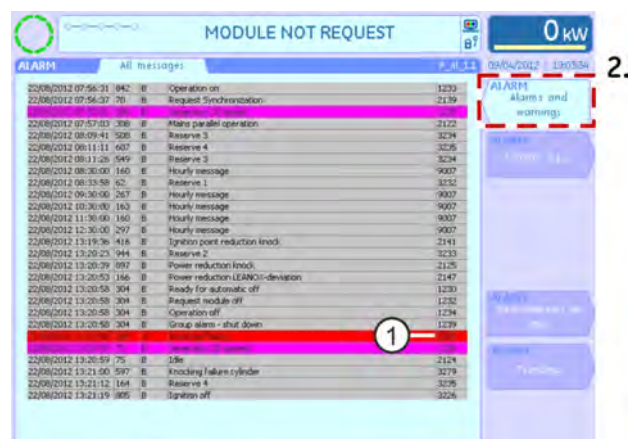 MODULE NOT REQUEST
0 kW
ALARM All messages P_AL11 09/04/2012 19:05:34
2.
ALARM
Alarms and
warnings
22/08/2012 07:56:31 842 B Operation on 1233
22/08/2012 07:56:37 70 B Request Synchronization 2139
22/08/2012 07:57:03 308 B Mains parallel operation 2122
22/08/2012 08:09:41 508 B Reserve 3 3234
22/08/2012 08:11:11 607 B Reserve 4 3235
22/08/2012 08:11:26 549 B Reserve 3 3234
22/08/2012 08:30:00 160 B Hourly message 9007
22/08/2012 08:33:58 62 B Reserve 1 3232
22/08/2012 09:30:00 267 B Hourly message 9007
22/08/2012 10:30:00 163 B Hourly message 9007
22/08/2012 11:30:00 160 B Hourly message 9007
22/08/2012 12:30:00 297 B Hourly message 9007
22/08/2012 13:19:36 416 B Ignition point reduction knock. 2141
22/08/2012 13:20:23 944 B Reserve 2 3233
22/08/2012 13:20:39 897 B Power reduction knock. 2125
22/08/2012 13:20:53 166 B Power reduction LEANOX-deviation 2147
22/08/2012 13:20:58 304 B Ready for automatic off 1230
22/08/2012 13:20:58 304 B Request module off 1232
22/08/2012 13:20:58 304 B Operation off 1234
22/08/2012 13:20:58 304 B Group alarm - shut down 1239
1
22/08/2012 13:20:59 75 B Idle 2124
22/08/2012 13:21:00 597 B Knocking failure cylinder 3279
22/08/2012 13:21:12 164 B Reserve 4 3235
22/08/2012 13:21:19 805 B Ignition off 3226